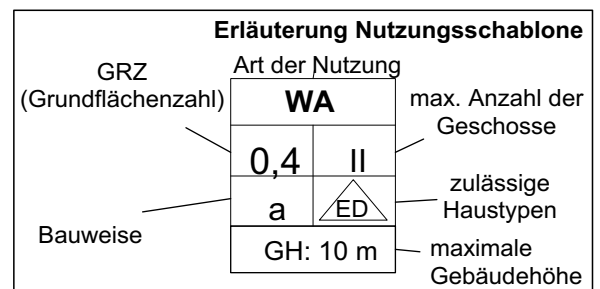 Erläuterung Nutzungsschablone
Art der Nutzung
GRZ
(Grundflächenzahl)
WA
max. Anzahl der
Geschosse
0,4
II
a
ED
zulässige
Haustypen
Bauweise
GH: 10 m
maximale
Gebäudehöhe